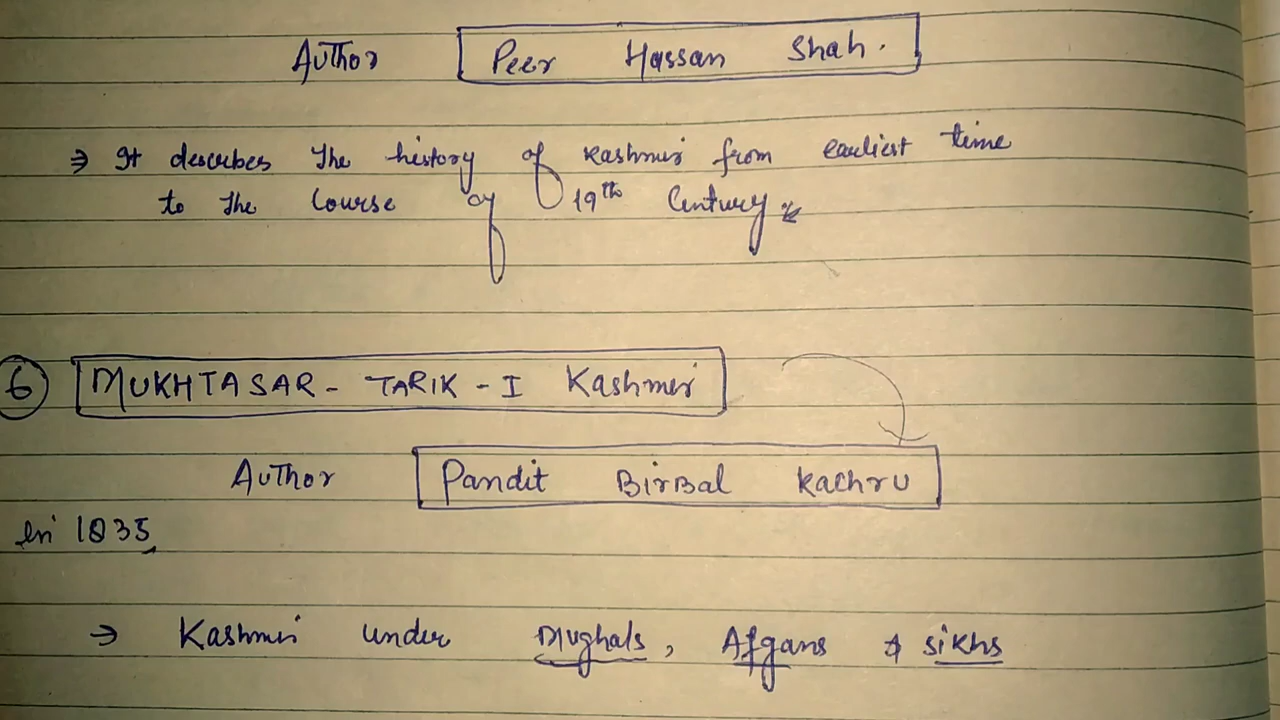 Author Peer Hassan Shah.
⇒ It describes the history of Kashmir from earliest time
to the Course of 19th Century
6 MUKHTASAR - TARIK - I Kashmir
Author Pandit Birbal Kachru
In 1835
→ Kashmir under Mughals, Afgans & sikhs